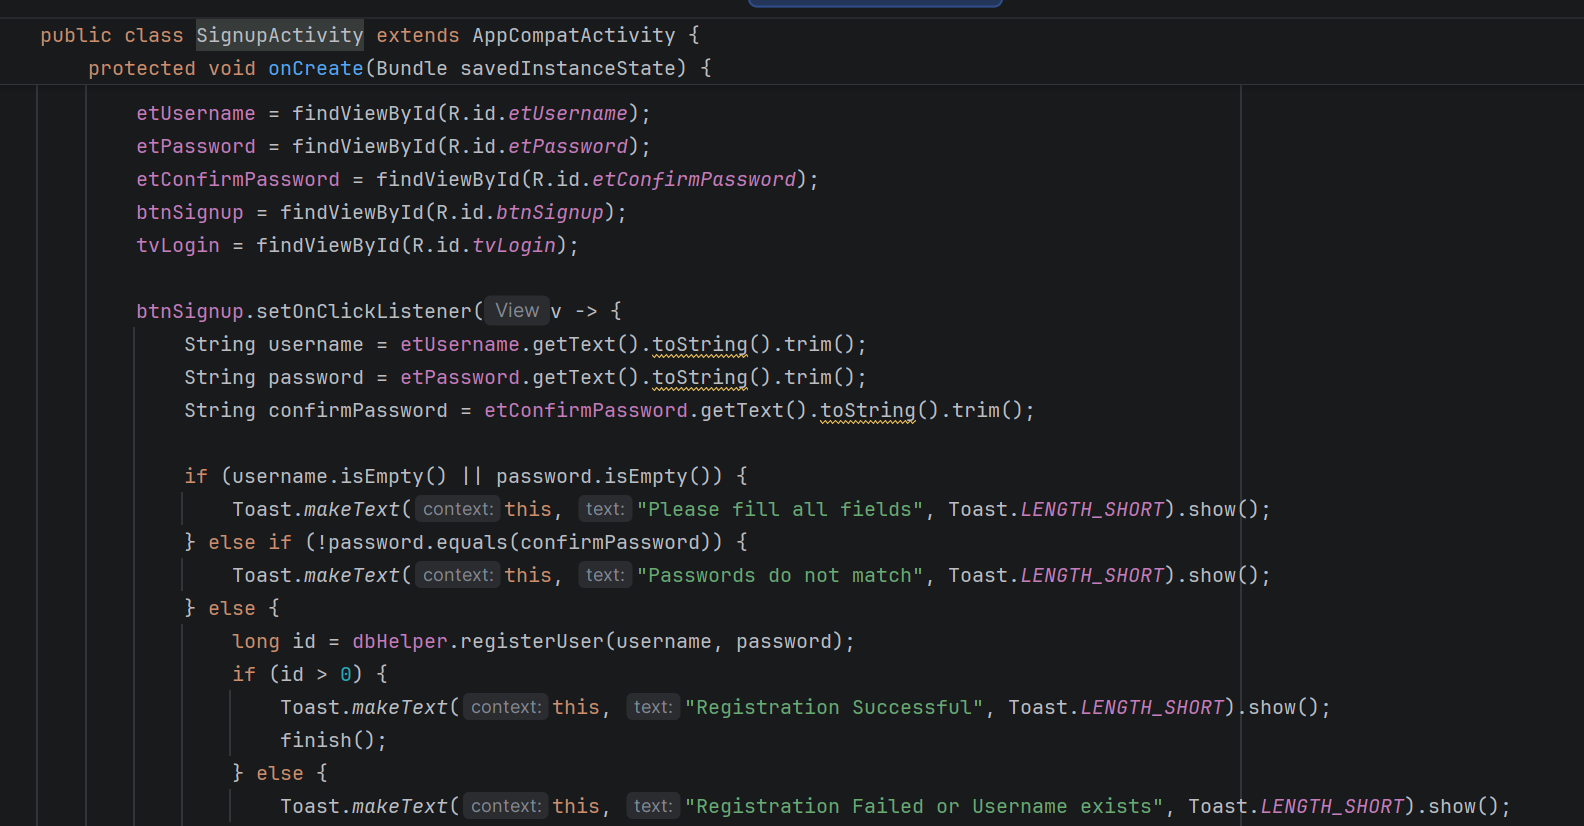 public class SignupActivity extends AppCompatActivity {
protected void onCreate(Bundle savedInstanceState) {
etUsername = findViewById(R.id.etUsername);
etPassword = findViewById(R.id.etPassword);
etConfirmPassword = findViewById(R.id.etConfirmPassword);
btnSignup = findViewById(R.id.btnSignup);
tvLogin = findViewById(R.id.tvLogin);
btnSignup.setOnClickListener( View v -> {
String username = etUsername.getText().toString().trim();
String password = etPassword.getText().toString().trim();
String confirmPassword = etConfirmPassword.getText().toString().trim();
if (username.isEmpty() || password.isEmpty()) {
Toast.makeText( context: this, text: "Please fill all fields", Toast.LENGTH_SHORT).show();
} else if (!password.equals(confirmPassword)) {
Toast.makeText( context: this, text: "Passwords do not match", Toast.LENGTH_SHORT).show();
} else {
long id = dbHelper.registerUser(username, password);
if (id > 0) {
Toast.makeText( context: this, text: "Registration Successful", Toast.LENGTH_SHORT).show();
finish();
} else {
Toast.makeText( context: this, text: "Registration Failed or Username exists", Toast.LENGTH_SHORT).show();